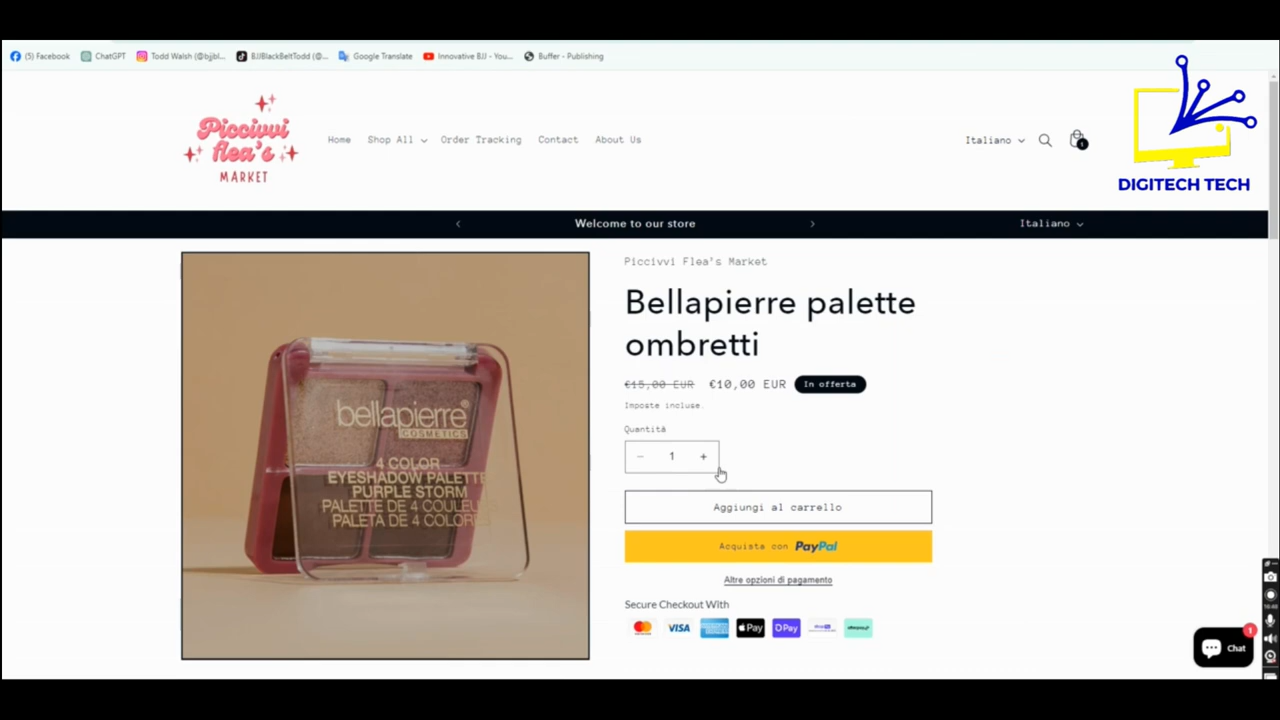 (5) Facebook
ChatGPT
Todd Walsh (@bjjbl...
BJJBlackBeltTodd (@...
Google Translate
Innovative BJJ - You...
Buffer - Publishing
DIGITECH TECH
Piccivvi
flea's
MARKET
Home
Shop All
Order Tracking
Contact
About Us
Italiano
1
Welcome to our store
Italiano
bellapierre®
COSMETICS
4 COLOR
EYESHADOW PALETTE
PURPLE STORM
PALETTE DE 4 COULEU
PALETA DE 4 COLORE
Piccivvi Flea's Market
Bellapierre palette
ombretti
€15,00 EUR €10,00 EUR In offerta
Imposte incluse.
Quantità
− 1 +
Aggiungi al carrello
Acquista con PayPal
Altre opzioni di pagamento
Secure Checkout With
VISA
Pay
Pay
Chat
1